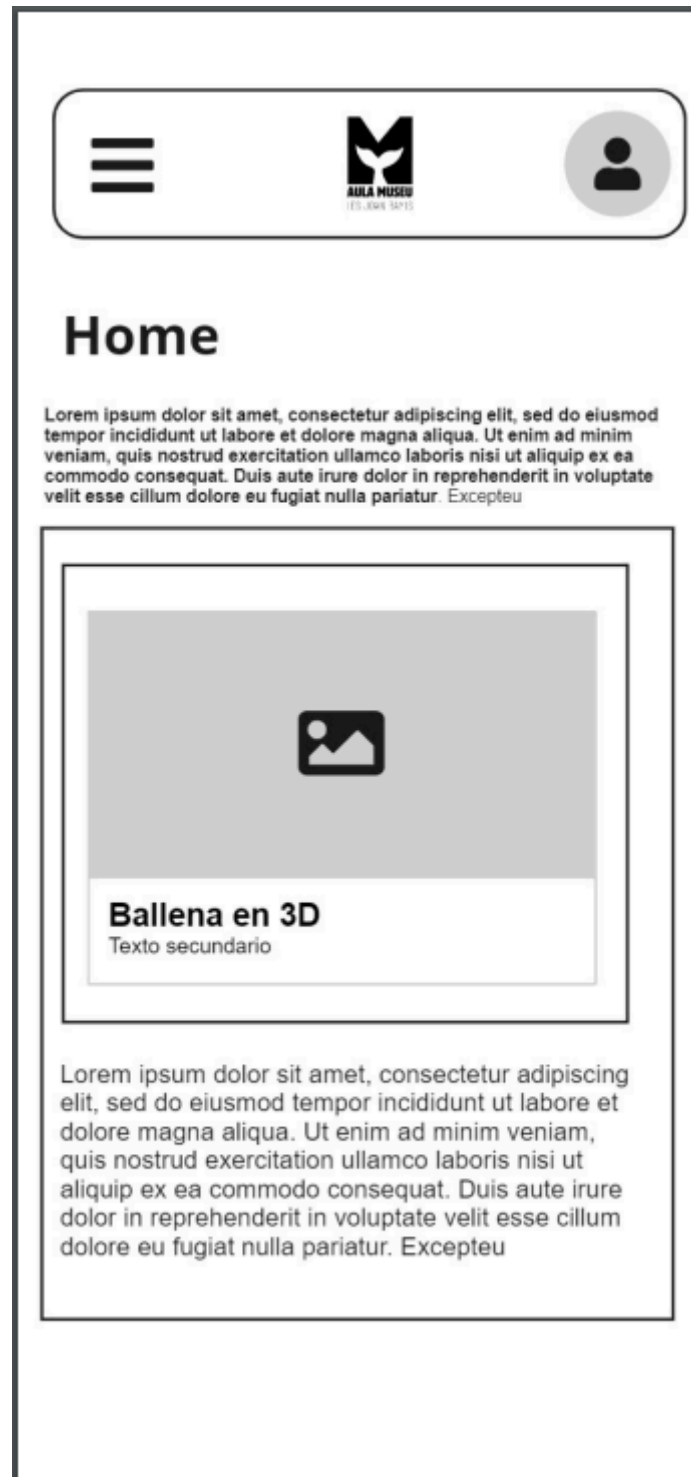 AULA MUSEU
IES JOAN RAMIS
Home
Lorem ipsum dolor sit amet, consectetur adipiscing elit, sed do eiusmod
tempor incididunt ut labore et dolore magna aliqua. Ut enim ad minim
veniam, quis nostrud exercitation ullamco laboris nisi ut aliquip ex ea
commodo consequat. Duis aute irure dolor in reprehenderit in voluptate
velit esse cillum dolore eu fugiat nulla pariatur. Excepteu
Ballena en 3D
Texto secundario
Lorem ipsum dolor sit amet, consectetur adipiscing
elit, sed do eiusmod tempor incididunt ut labore et
dolore magna aliqua. Ut enim ad minim veniam,
quis nostrud exercitation ullamco laboris nisi ut
aliquip ex ea commodo consequat. Duis aute irure
dolor in reprehenderit in voluptate velit esse cillum
dolore eu fugiat nulla pariatur. Excepteu